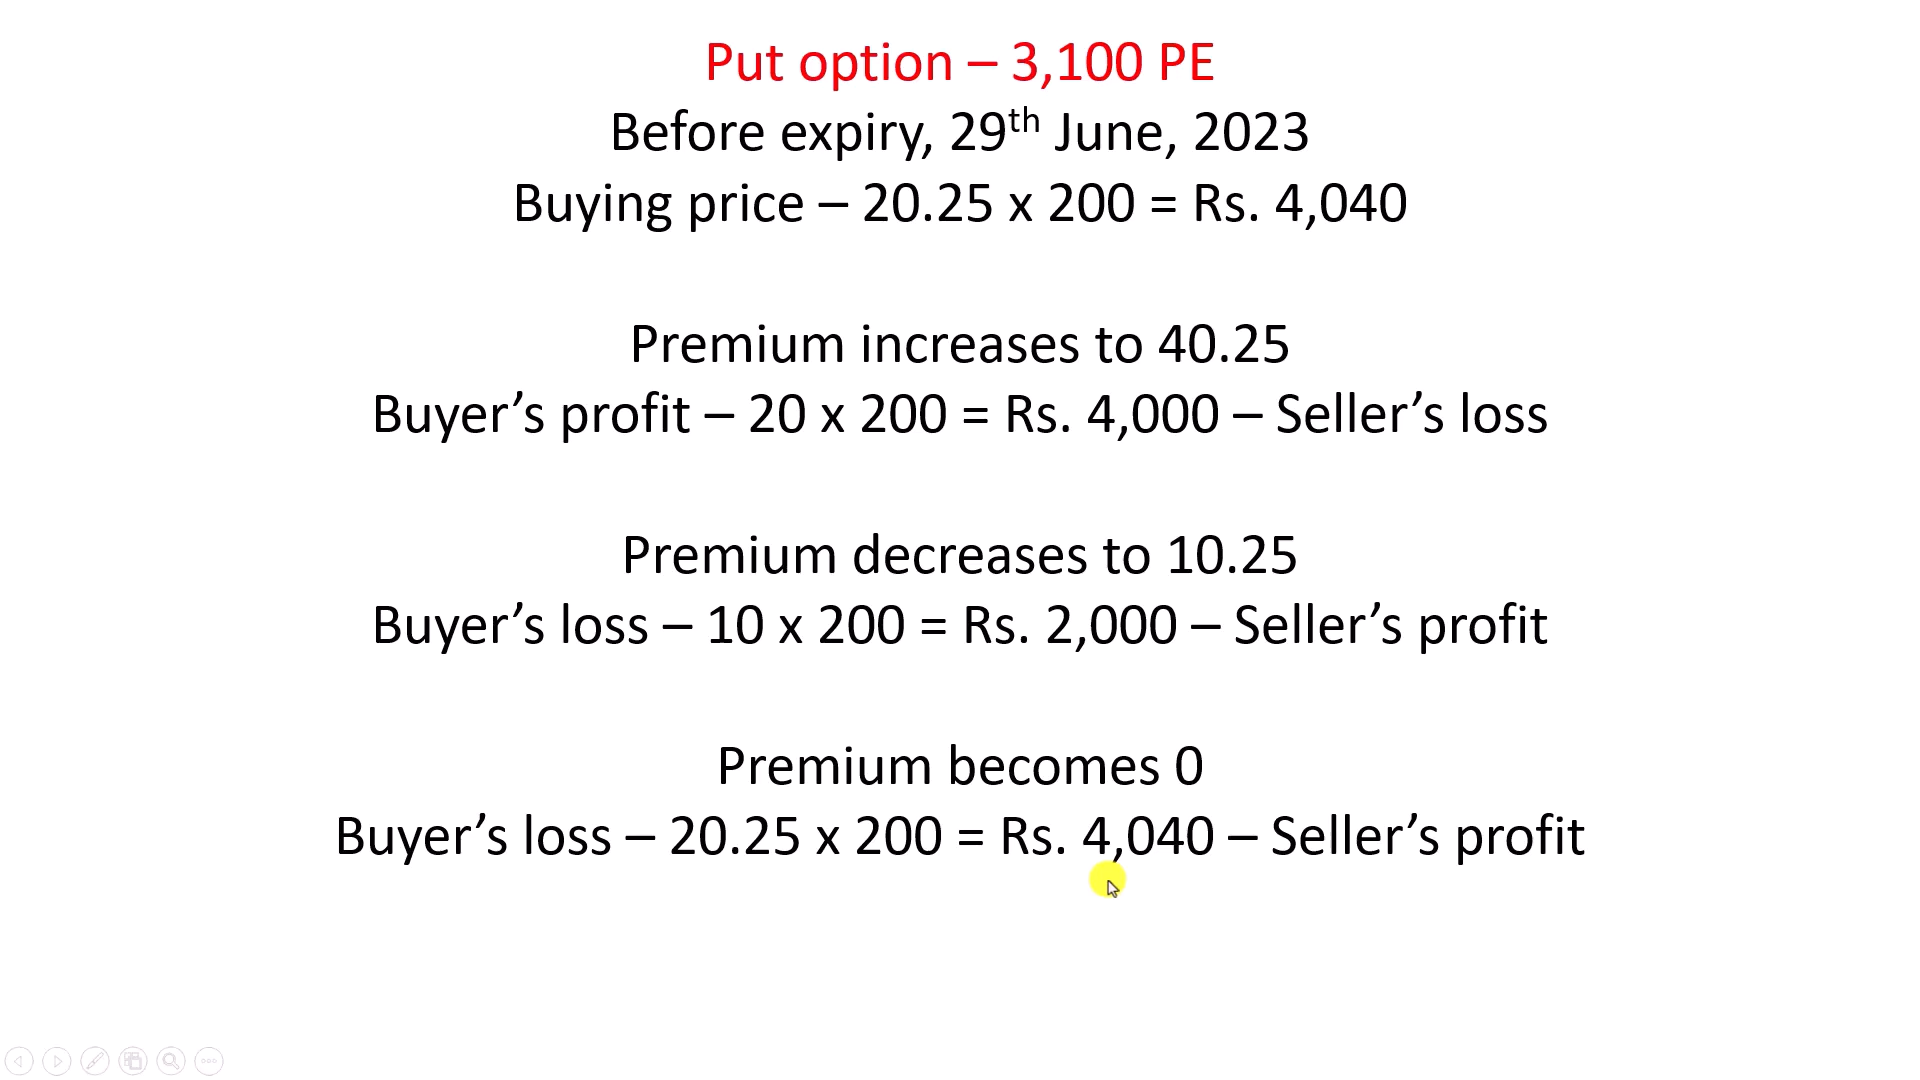 Put option – 3,100 PE
Before expiry, 29th June, 2023
Buying price – 20.25 x 200 = Rs. 4,040
Premium increases to 40.25
Buyer’s profit – 20 x 200 = Rs. 4,000 – Seller’s loss
Premium decreases to 10.25
Buyer’s loss – 10 x 200 = Rs. 2,000 – Seller’s profit
Premium becomes 0
Buyer’s loss – 20.25 x 200 = Rs. 4,040 – Seller’s profit